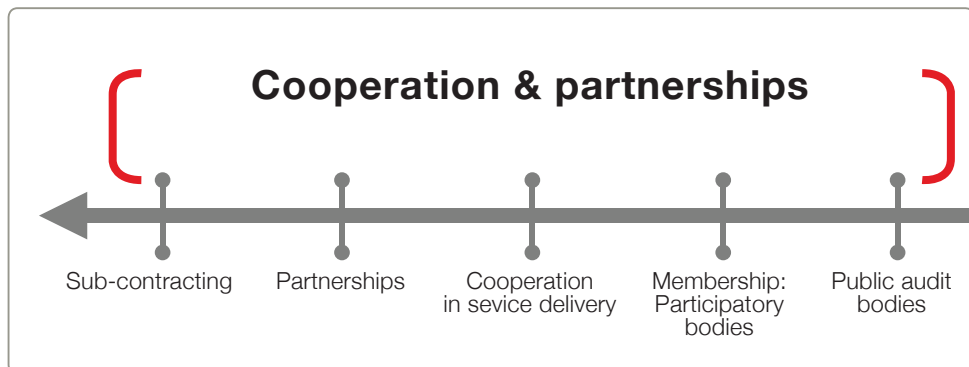 Cooperation & partnerships
Sub-contracting
Partnerships
Cooperation
in sevice delivery
Membership:
Participatory
bodies
Public audit
bodies